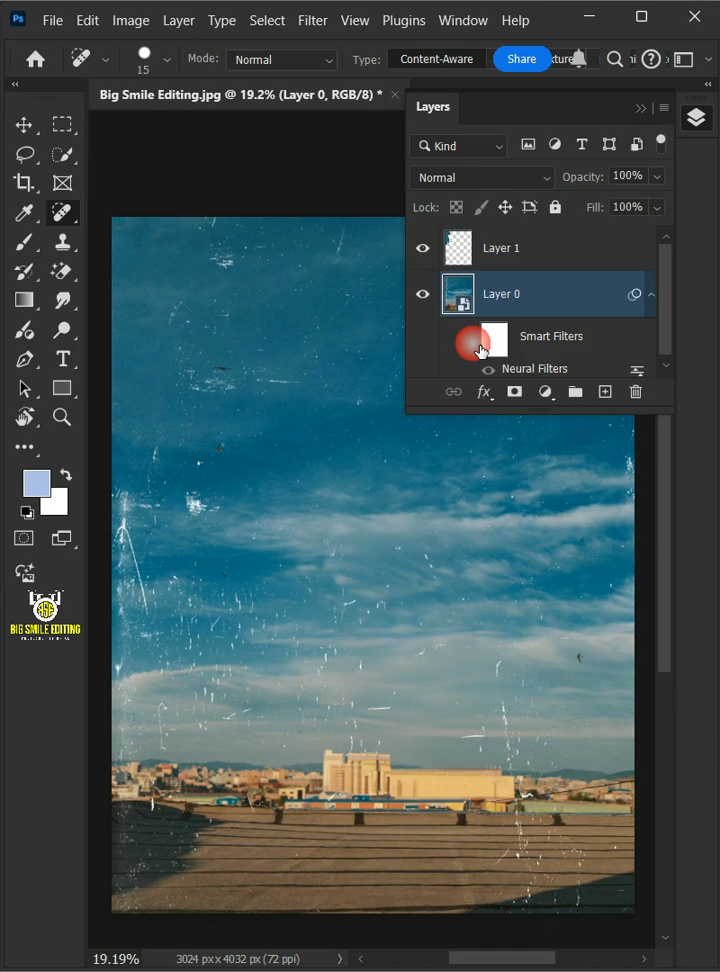 Ps File Edit Image Layer Type Select Filter View Plugins Window Help
15 Mode: Normal Type: Content-Aware Share
Big Smile Editing.jpg @ 19.2% (Layer 0, RGB/8) *
Layers
Kind
Normal Opacity: 100%
Lock: Fill: 100%
Layer 1
Layer 0
Smart Filters
Neural Filters
fx
BIG SMILE EDITING
19.19% 3024 px x 4032 px (72 ppi)